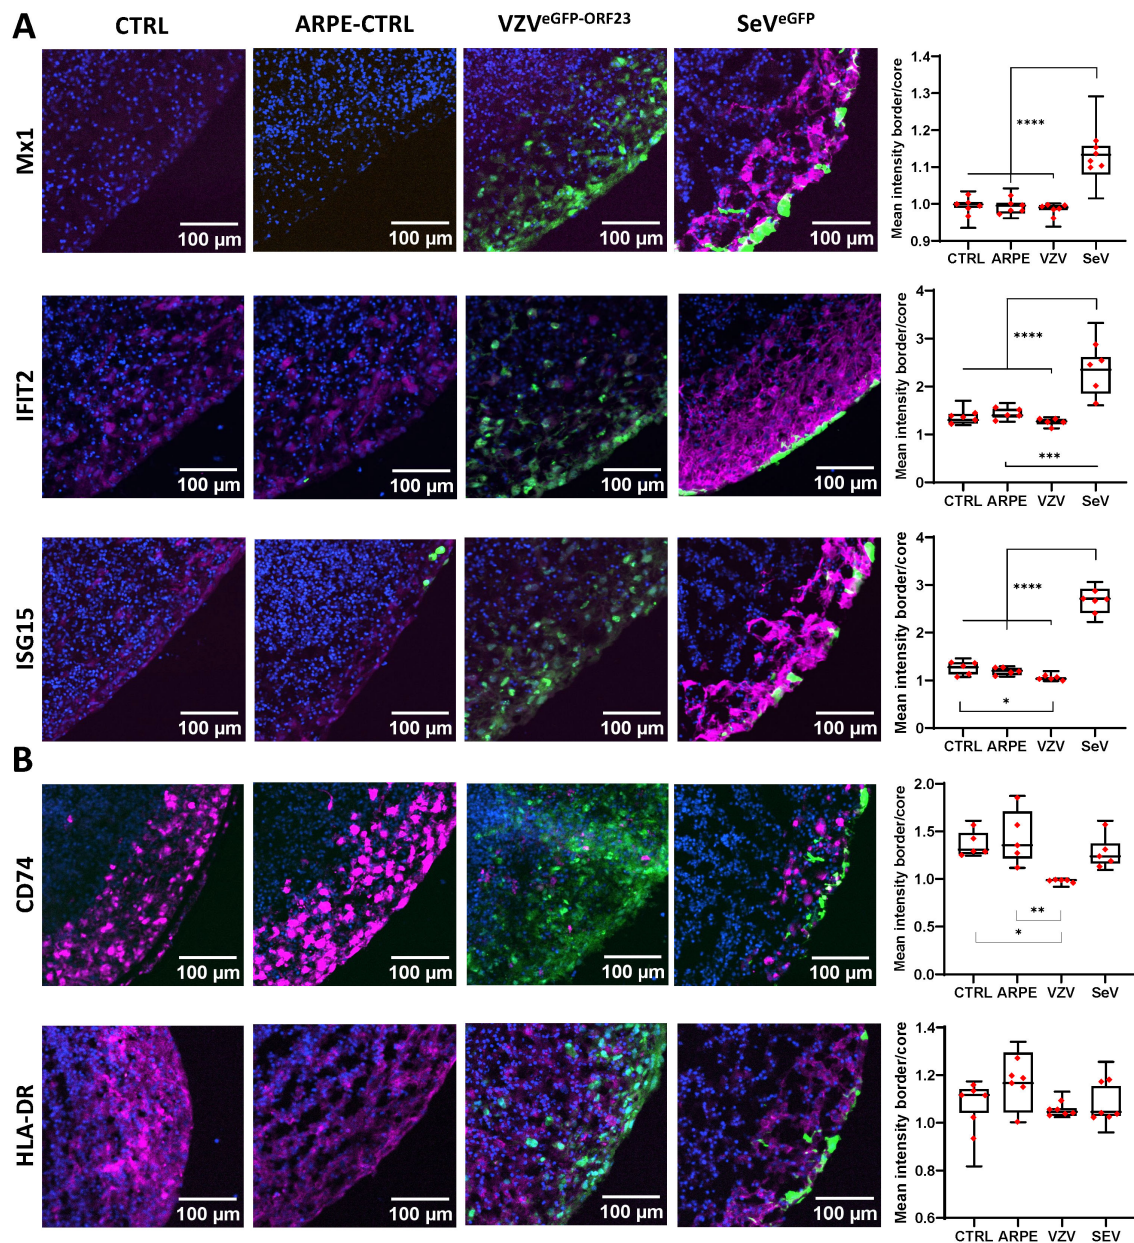 A
CTRL ARPE-CTRL VZVeGFP-ORF23 SeVeGFP
Mx1
100 µm 100 µm 100 µm 100 µm
Mean intensity border/core
1.4
1.3
1.2
1.1
1.0
0.9
****
CTRL ARPE VZV SeV
IFIT2
100 µm 100 µm 100 µm 100 µm
Mean intensity border/core
4
3
2
1
0
****
***
CTRL ARPE VZV SeV
ISG15
100 µm 100 µm 100 µm 100 µm
Mean intensity border/core
4
3
2
1
0
****
*
CTRL ARPE VZV SeV
B
CD74
100 µm 100 µm 100 µm 100 µm
Mean intensity border/core
2.0
1.5
1.0
0.5
0.0
**
*
CTRL ARPE VZV SeV
HLA-DR
100 µm 100 µm 100 µm 100 µm
Mean intensity border/core
1.4
1.2
1.0
0.8
0.6
CTRL ARPE VZV SEV